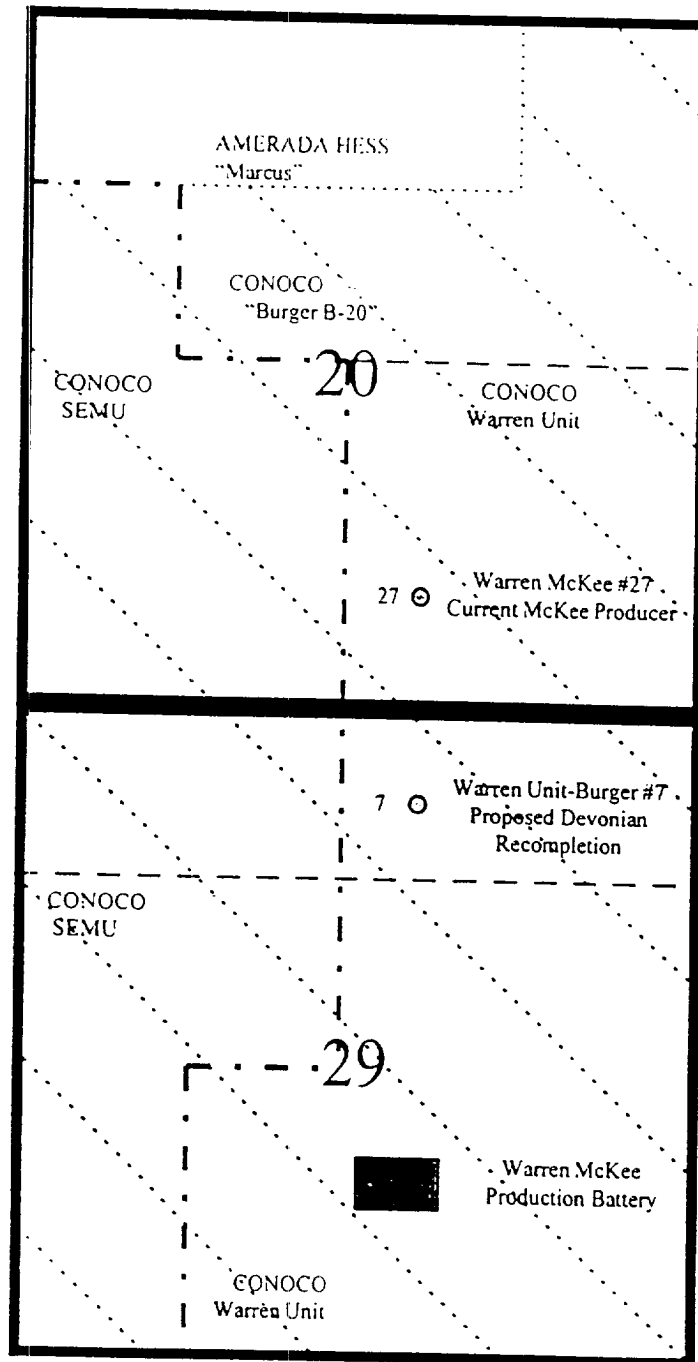 AMERADA HESS
"Marcus"
CONOCO
"Burger B-20"
20
CONOCO
SEMU
CONOCO
Warren Unit
27
Warren McKee #27
Current McKee Producer
7
Warren Unit-Burger #7
Proposed Devonian
Recompletion
CONOCO
SEMU
29
Warren McKee
Production Battery
CONOCO
Warren Unit